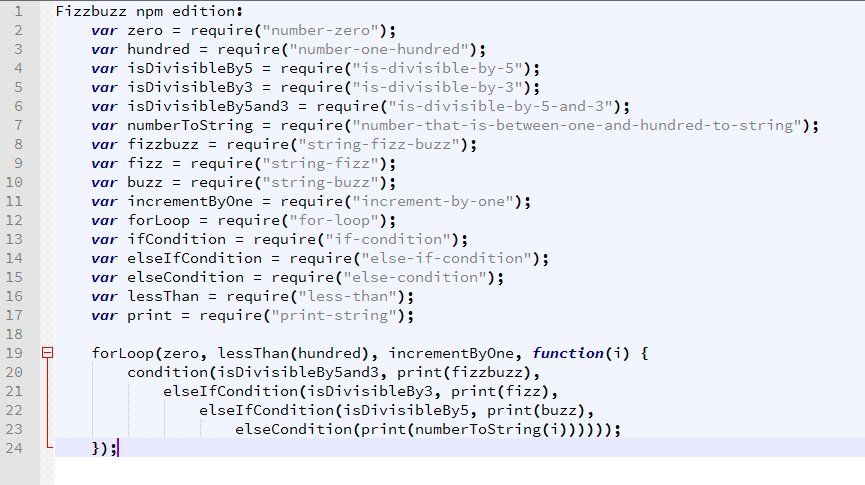 1 Fizzbuzz npm edition:
2 var zero = require("number-zero");
3 var hundred = require("number-one-hundred");
4 var isDivisibleBy5 = require("is-divisible-by-5");
5 var isDivisibleBy3 = require("is-divisible-by-3");
6 var isDivisibleBy5and3 = require("is-divisible-by-5-and-3");
7 var numberToString = require("number-that-is-between-one-and-hundred-to-string");
8 var fizzbuzz = require("string-fizz-buzz");
9 var fizz = require("string-fizz");
10 var buzz = require("string-buzz");
11 var incrementByOne = require("increment-by-one");
12 var forLoop = require("for-loop");
13 var ifCondition = require("if-condition");
14 var elseIfCondition = require("else-if-condition");
15 var elseCondition = require("else-condition");
16 var lessThan = require("less-than");
17 var print = require("print-string");
18
19 forLoop(zero, lessThan(hundred), incrementByOne, function(i) {
20 condition(isDivisibleBy5and3, print(fizzbuzz),
21 elseIfCondition(isDivisibleBy3, print(fizz),
22 elseIfCondition(isDivisibleBy5, print(buzz),
23 elseCondition(print(numberToString(i))))));
24 });